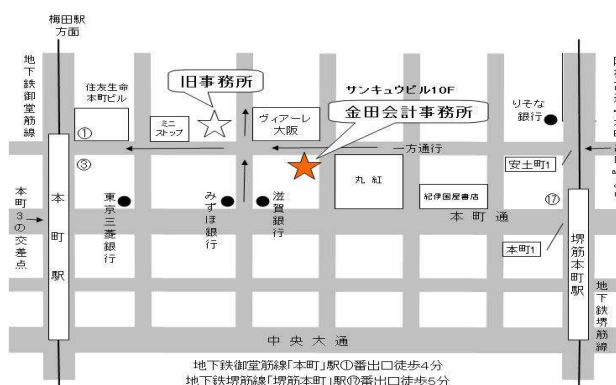 梅田駅
方面
地下鉄御堂筋線
住友生命
本町ビル
①
③
ミニ
ストップ
旧事務所
ヴィアーレ
大阪
サンキュウビル10F
金田会計事務所
一方通行
りそな
銀行
安土町1
丸紅
紀伊國屋書店
⑰
本町3の交差点
本町駅
東京三菱銀行
みずほ銀行
滋賀銀行
本町通
本町1
堺筋本町駅
地下鉄堺筋線
中央大通
地下鉄御堂筋線「本町」駅①番出口徒歩4分
地下鉄堺筋線「堺筋本町」駅⑰番出口徒歩5分